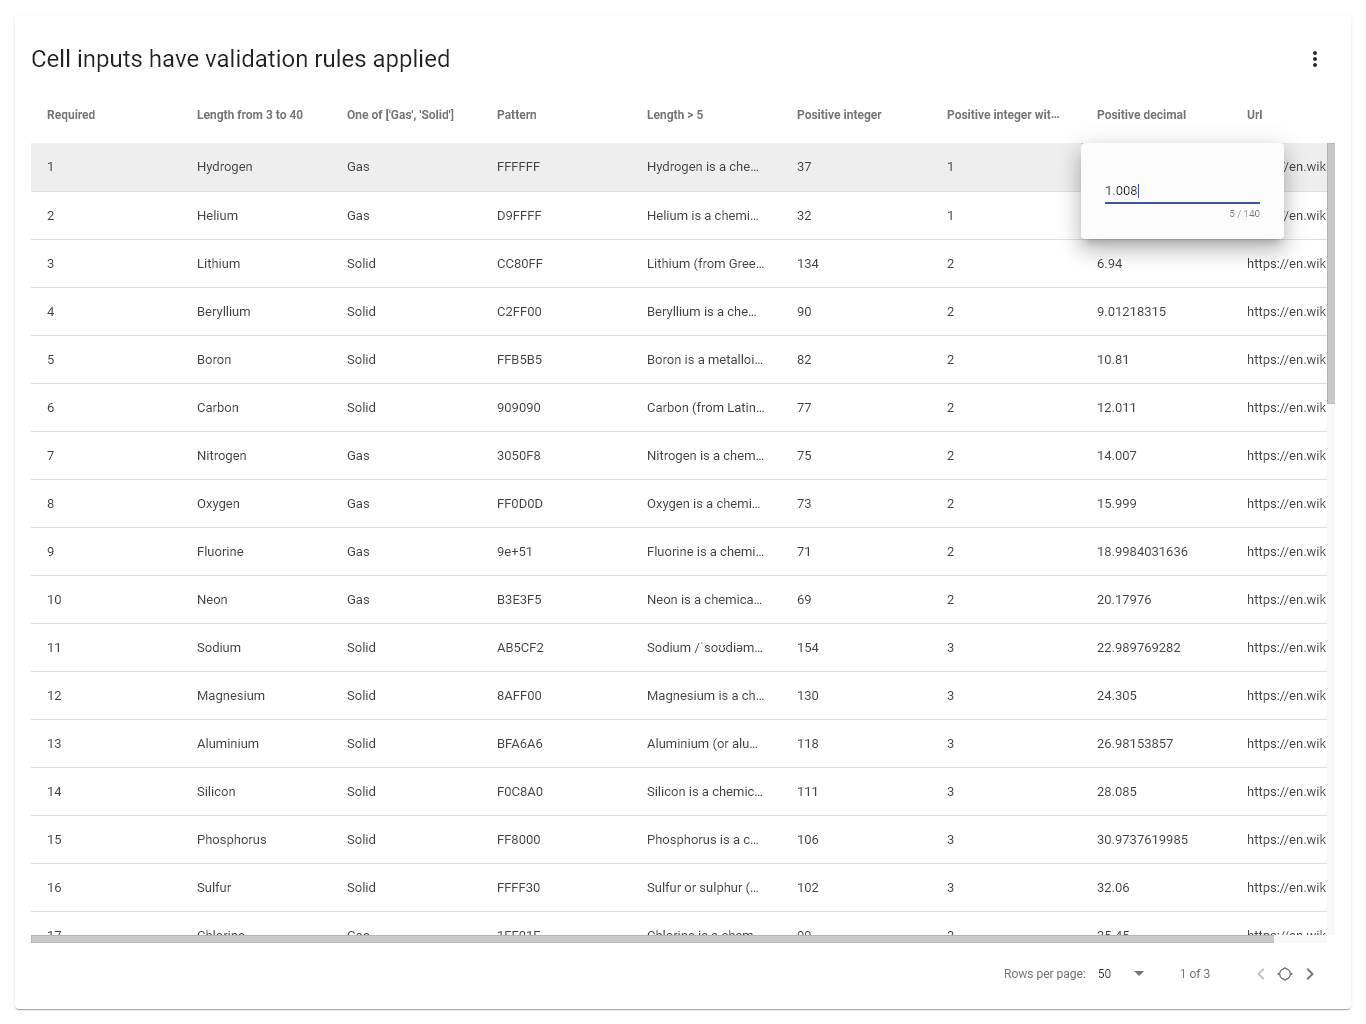 Cell inputs have validation rules applied
Required Length from 3 to 40 One of ['Gas', 'Solid'] Pattern Length > 5 Positive integer Positive integer wit… Positive decimal Url
1 Hydrogen Gas FFFFFF Hydrogen is a che… 37 1 1.008 //en.wik
5 / 140
2 Helium Gas D9FFFF Helium is a chemi… 32 1 //en.wik
3 Lithium Solid CC80FF Lithium (from Gree… 134 2 6.94 https://en.wik
4 Beryllium Solid C2FF00 Beryllium is a che… 90 2 9.01218315 https://en.wik
5 Boron Solid FFB5B5 Boron is a metalloi… 82 2 10.81 https://en.wik
6 Carbon Solid 909090 Carbon (from Latin… 77 2 12.011 https://en.wik
7 Nitrogen Gas 3050F8 Nitrogen is a chem… 75 2 14.007 https://en.wik
8 Oxygen Gas FF0D0D Oxygen is a chemi… 73 2 15.999 https://en.wik
9 Fluorine Gas 9e+51 Fluorine is a chemi… 71 2 18.9984031636 https://en.wik
10 Neon Gas B3E3F5 Neon is a chemica… 69 2 20.17976 https://en.wik
11 Sodium Solid AB5CF2 Sodium /ˈsoʊdiəm… 154 3 22.989769282 https://en.wik
12 Magnesium Solid 8AFF00 Magnesium is a ch… 130 3 24.305 https://en.wik
13 Aluminium Solid BFA6A6 Aluminium (or alu… 118 3 26.98153857 https://en.wik
14 Silicon Solid F0C8A0 Silicon is a chemic… 111 3 28.085 https://en.wik
15 Phosphorus Solid FF8000 Phosphorus is a c… 106 3 30.9737619985 https://en.wik
16 Sulfur Solid FFFF30 Sulfur or sulphur (… 102 3 32.06 https://en.wik
Rows per page: 50 1 of 3